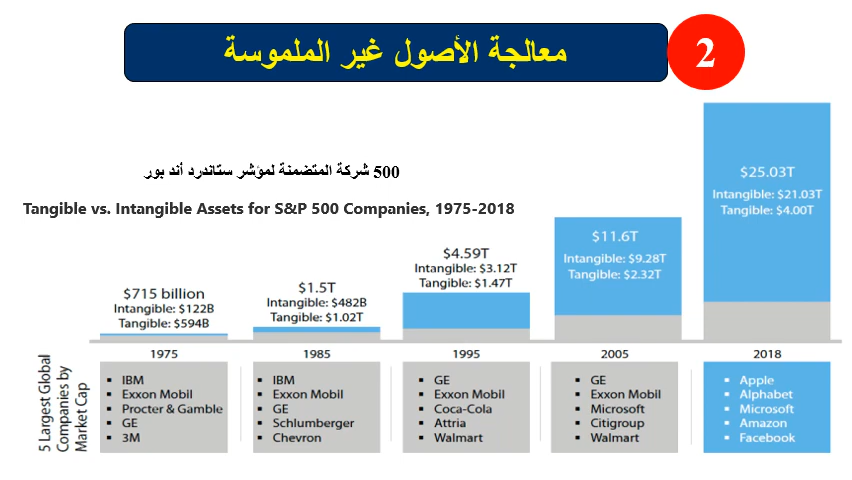 معالجة الأصول غير الملموسة
2
500 شركة المتضمنة لمؤشر ستاندرد أند بور
Tangible vs. Intangible Assets for S&P 500 Companies, 1975-2018
$715 billion
Intangible: $122B
Tangible: $594B
$1.5T
Intangible: $482B
Tangible: $1.02T
$4.59T
Intangible: $3.12T
Tangible: $1.47T
$11.6T
Intangible: $9.28T
Tangible: $2.32T
$25.03T
Intangible: $21.03T
Tangible: $4.00T
1975
1985
1995
2005
2018
5 Largest Global
Companies by
Market Cap
▪ IBM
▪ Exxon Mobil
▪ Procter & Gamble
▪ GE
▪ 3M
▪ IBM
▪ Exxon Mobil
▪ GE
▪ Schlumberger
▪ Chevron
▪ GE
▪ Exxon Mobil
▪ Coca-Cola
▪ Attria
▪ Walmart
▪ GE
▪ Exxon Mobil
▪ Microsoft
▪ Citigroup
▪ Walmart
▪ Apple
▪ Alphabet
▪ Microsoft
▪ Amazon
▪ Facebook